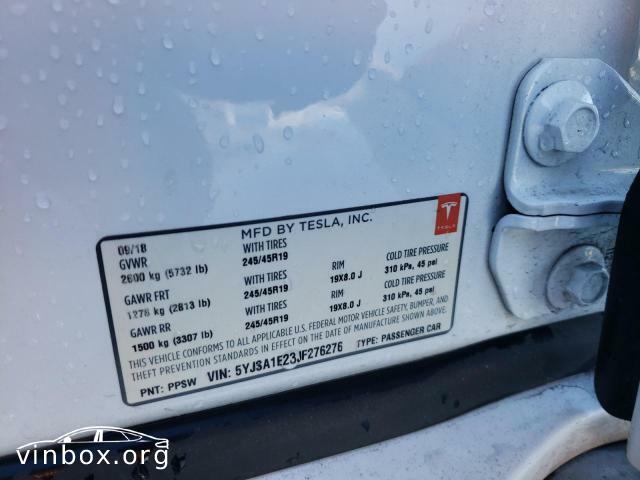 MFD BY TESLA, INC.
TESLA
09/18
GVWR WITH TIRES RIM COLD TIRE PRESSURE
2600 kg (5732 lb) 245/45R19 19X8.0 J 310 kPa, 45 psi
GAWR FRT WITH TIRES RIM COLD TIRE PRESSURE
1276 kg (2813 lb) 245/45R19 19X8.0 J 310 kPa, 45 psi
GAWR RR WITH TIRES
1500 kg (3307 lb) 245/45R19
THIS VEHICLE CONFORMS TO ALL APPLICABLE U.S. FEDERAL MOTOR VEHICLE SAFETY, BUMPER, AND
THEFT PREVENTION STANDARDS IN EFFECT ON THE DATE OF MANUFACTURE SHOWN ABOVE.
PNT: PPSW VIN: 5YJSA1E23JF276276 TYPE: PASSENGER CAR
vinbox.org